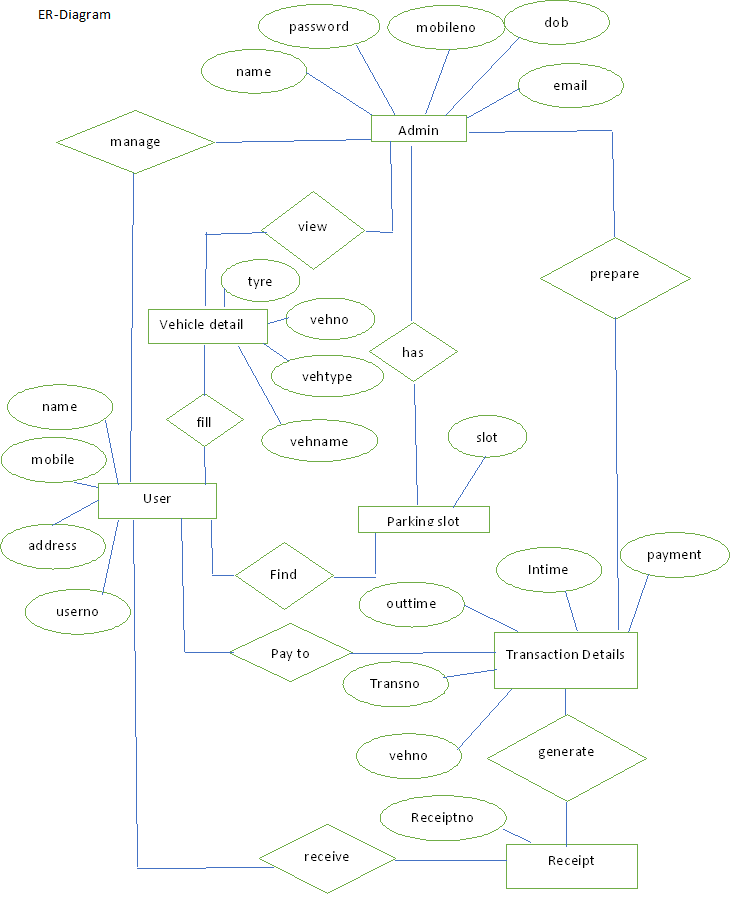 ER-Diagram
password
mobileno
dob
name
email
Admin
manage
view
prepare
tyre
vehno
Vehicle detail
has
vehtype
name
fill
slot
vehname
mobile
User
Parking slot
address
Find
Intime
payment
outtime
userno
Pay to
Transaction Details
Transno
vehno
generate
Receiptno
receive
Receipt